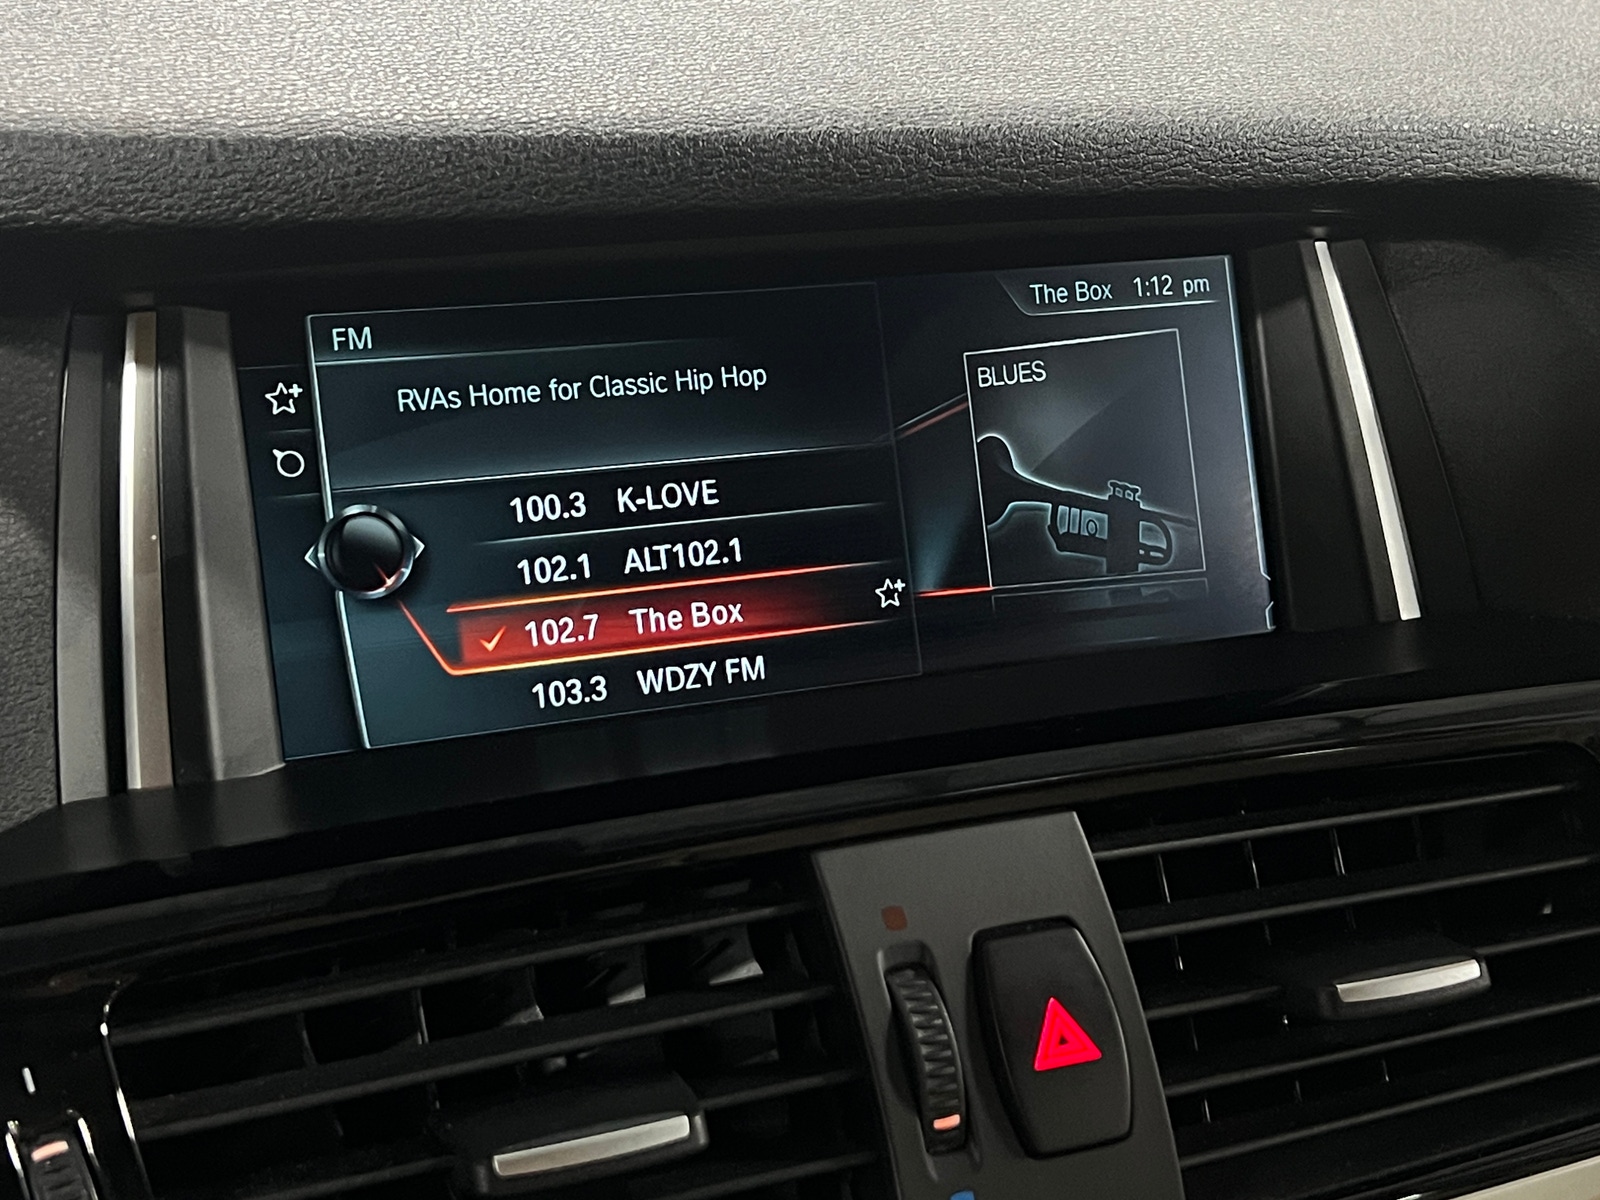 The Box 1:12 pm
FM
RVAs Home for Classic Hip Hop
BLUES
100.3 K-LOVE
102.1 ALT102.1
102.7 The Box
103.3 WDZY FM